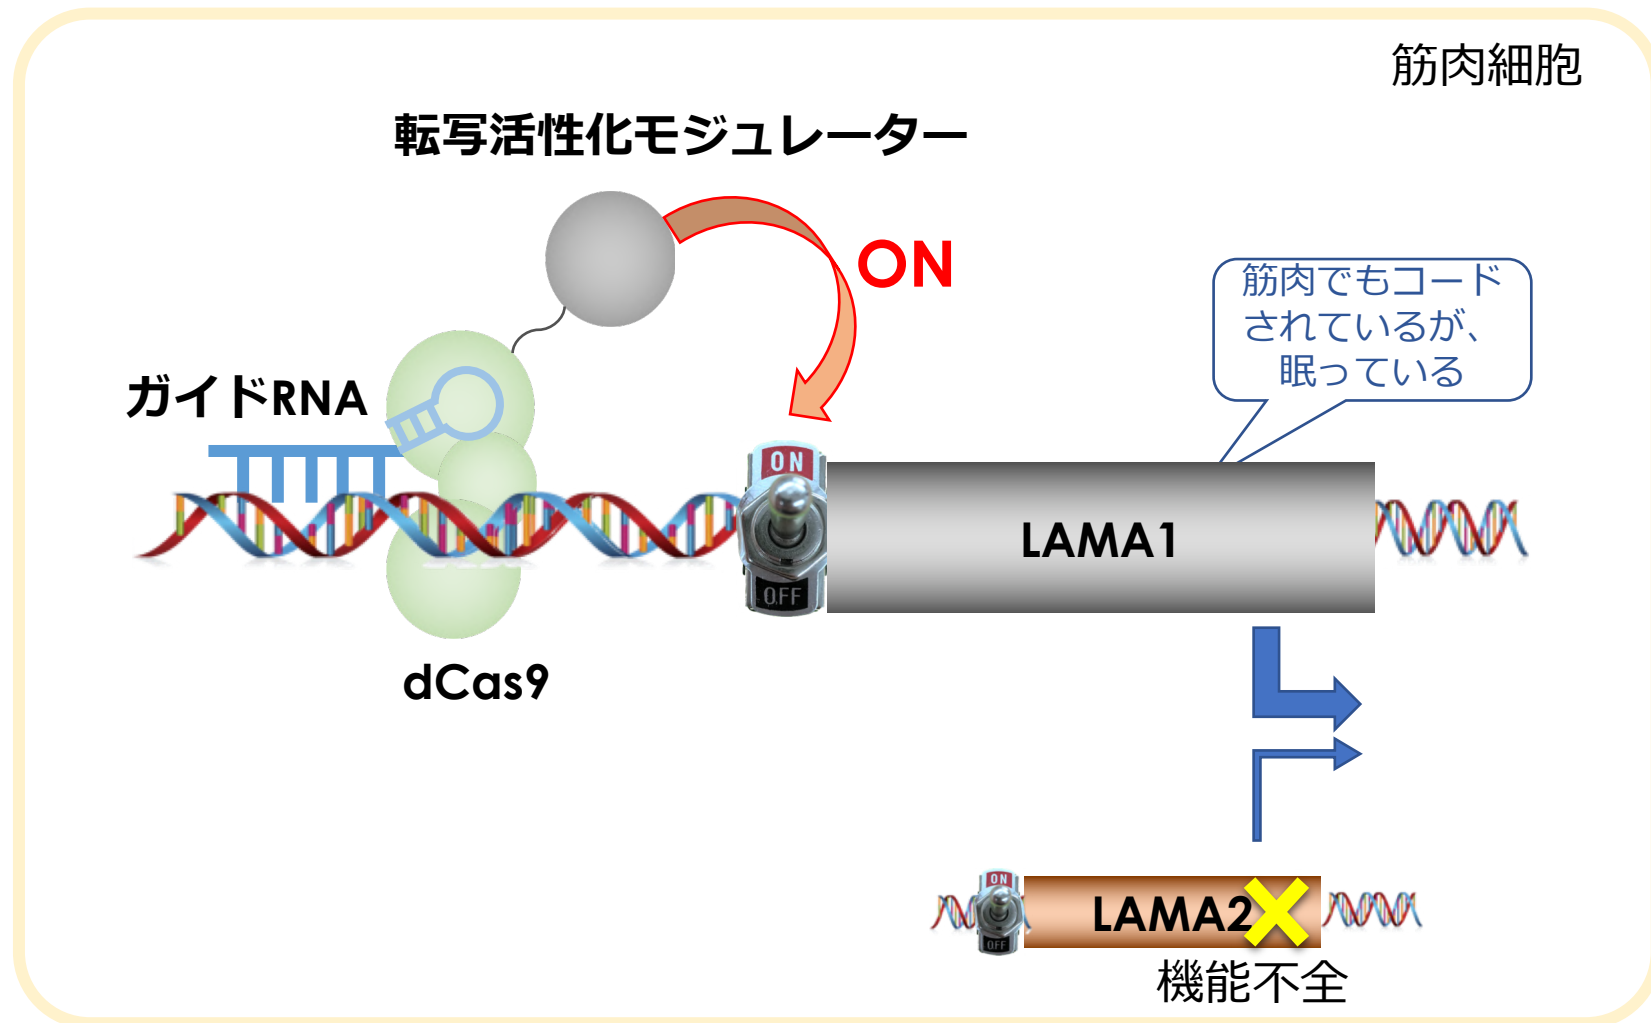 筋肉細胞
転写活性化モジュレーター
ON
筋肉でもコード
されているが、
眠っている
ガイドRNA
ON
OFF
LAMA1
dCas9
ON
OFF
LAMA2
機能不全